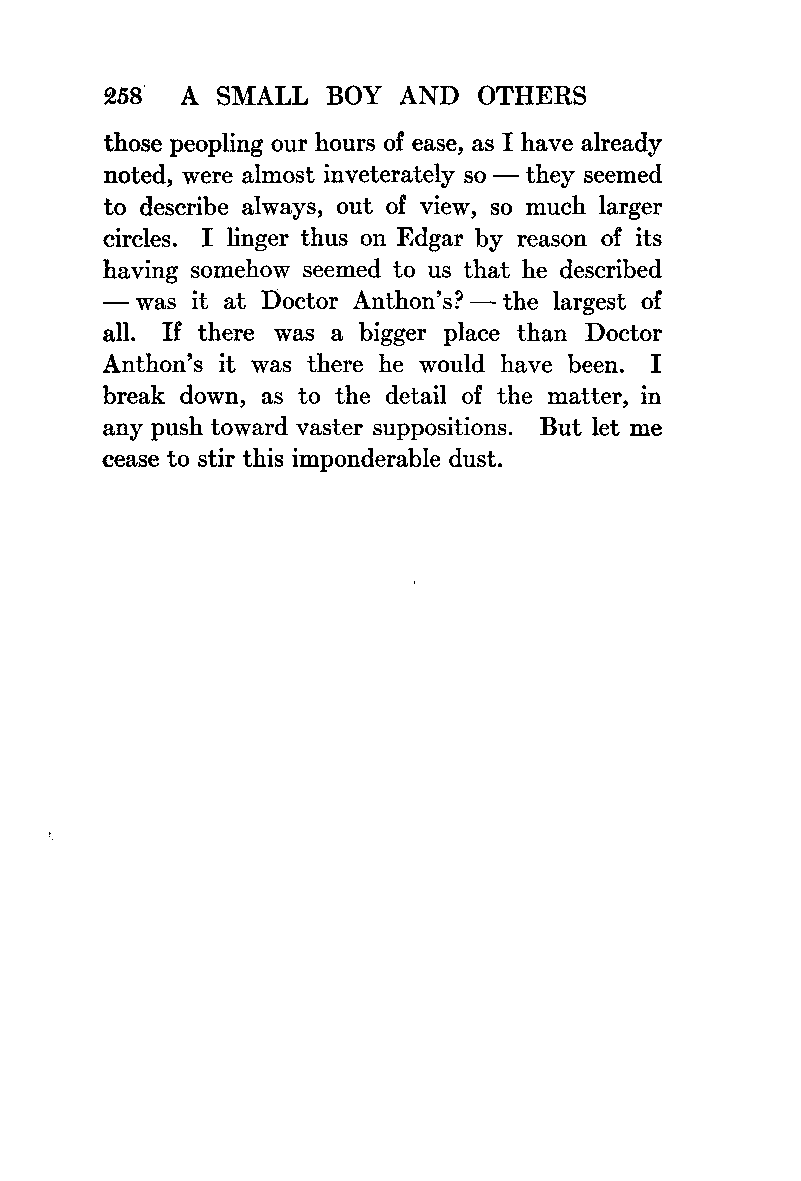 258 A SMALL BOY AND OTHERS
those peopling our hours of ease, as I have already
noted, were almost inveterately so — they seemed
to describe always, out of view, so much larger
circles. I linger thus on Edgar by reason of its
having somehow seemed to us that he described
— was it at Doctor Anthon's? — the largest of
all. If there was a bigger place than Doctor
Anthon's it was there he would have been. I
break down, as to the detail of the matter, in
any push toward vaster suppositions. But let me
cease to stir this imponderable dust.